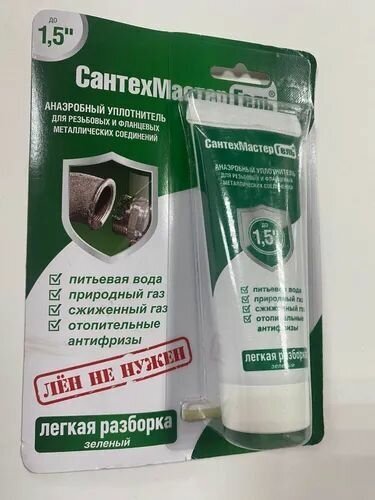 до
1,5"
СантехМастер Гель®
АНАЭРОБНЫЙ УПЛОТНИТЕЛЬ
ДЛЯ РЕЗЬБОВЫХ И ФЛАНЦЕВЫХ
МЕТАЛЛИЧЕСКИХ СОЕДИНЕНИЙ
питьевая вода
природный газ
сжиженный газ
отопительные
антифризы
ЛЁН НЕ НУЖЕН
легкая разборка
зеленый
СантехМастер Гель
АНАЭРОБНЫЙ УПЛОТНИТЕЛЬ
ДЛЯ РЕЗЬБОВЫХ И ФЛАНЦЕВЫХ
МЕТАЛЛИЧЕСКИХ СОЕДИНЕНИЙ
до
1,5"
питьевая вода
природный газ
сжиженный газ
отопительные
антифризы
легкая разборка
зеленый